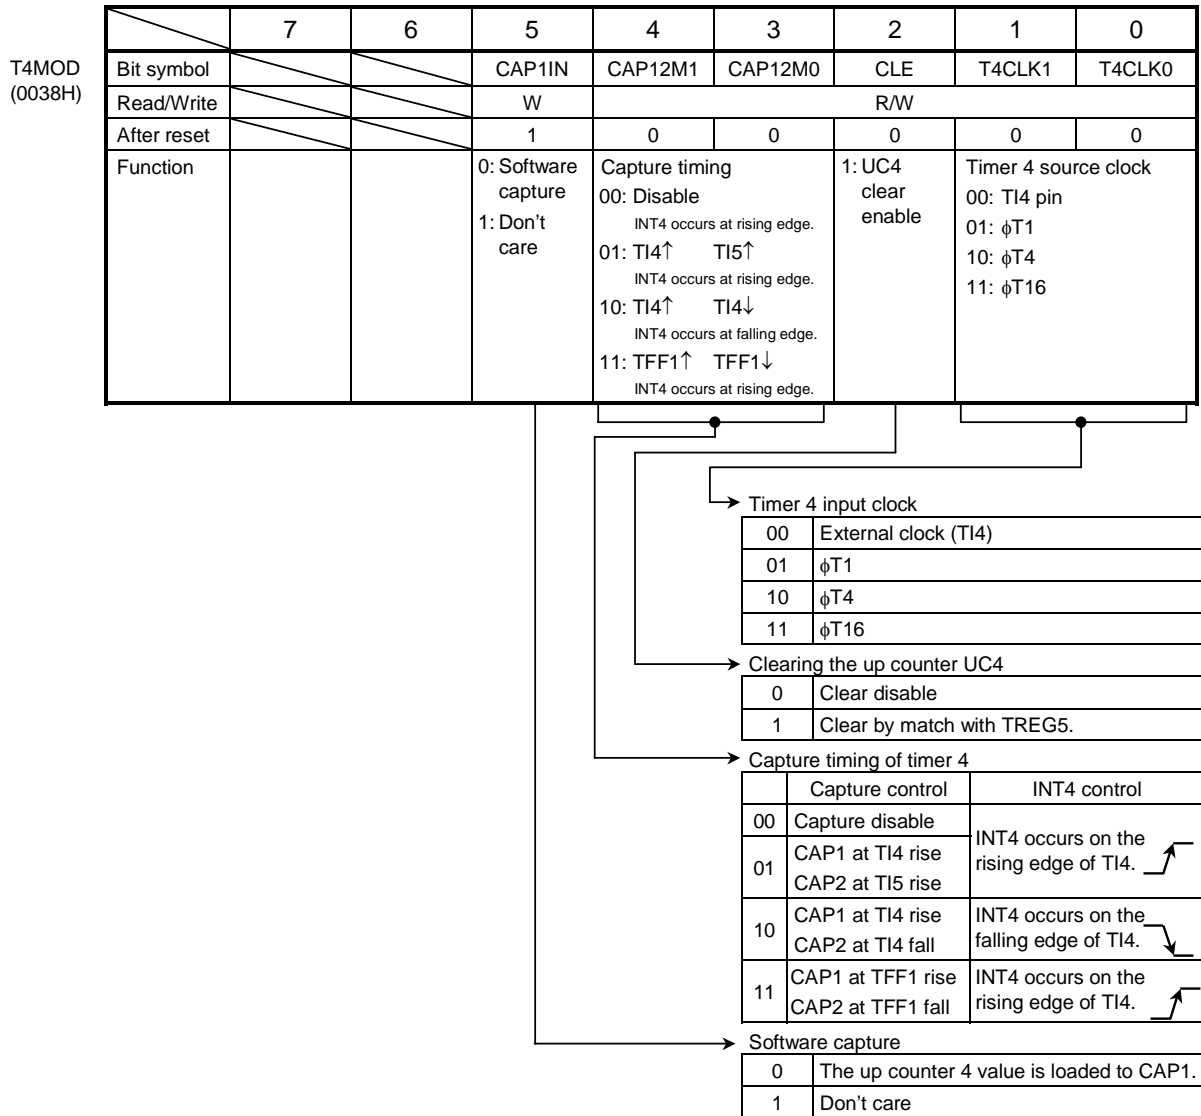 7 6 5 4 3 2 1 0
T4MOD
(0038H)
Bit symbol CAP1IN CAP12M1 CAP12M0 CLE T4CLK1 T4CLK0
Read/Write W R/W
After reset 1 0 0 0 0 0
Function
0: Software
capture
1: Don't
care
Capture timing
00: Disable
INT4 occurs at rising edge.
01: TI4↑ TI5↑
INT4 occurs at rising edge.
10: TI4↑ TI4↓
INT4 occurs at falling edge.
11: TFF1↑ TFF1↓
INT4 occurs at rising edge.
1: UC4
clear
enable
Timer 4 source clock
00: TI4 pin
01: ϕT1
10: ϕT4
11: ϕT16
Timer 4 input clock
00 External clock (TI4)
01 ϕT1
10 ϕT4
11 ϕT16
Clearing the up counter UC4
0 Clear disable
1 Clear by match with TREG5.
Capture timing of timer 4
Capture control INT4 control
00 Capture disable
01
CAP1 at TI4 rise
CAP2 at TI5 rise
INT4 occurs on the
rising edge of TI4.
10
CAP1 at TI4 rise
CAP2 at TI4 fall
INT4 occurs on the
falling edge of TI4.
11
CAP1 at TFF1 rise
CAP2 at TFF1 fall
INT4 occurs on the
rising edge of TI4.
Software capture
0 The up counter 4 value is loaded to CAP1.
1 Don't care